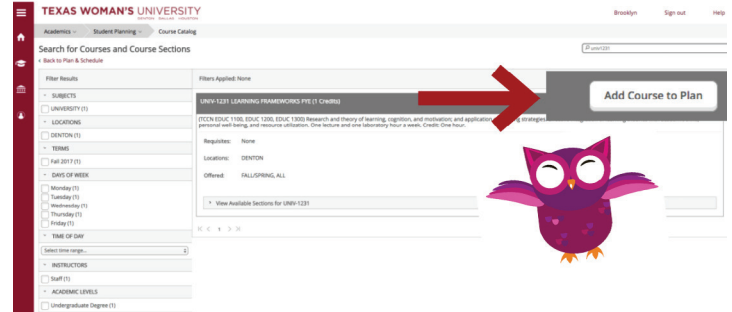 TEXAS WOMAN'S UNIVERSITY
DENTON DALLAS HOUSTON
Brooklyn Sign out Help
Academics Student Planning Course Catalog
Search for Courses and Course Sections
univ1231
< Back to Plan & Schedule
Filter Results
Filters Applied: None
Add Course to Plan
SUBJECTS
UNIVERSITY (1)
LOCATIONS
DENTON (1)
TERMS
Fall 2017 (1)
DAYS OF WEEK
Monday (1)
Tuesday (1)
Wednesday (1)
Thursday (1)
Friday (1)
TIME OF DAY
Select time range...
INSTRUCTORS
Staff (1)
ACADEMIC LEVELS
Undergraduate Degree (1)
UNIV-1231 LEARNING FRAMEWORKS FYE (1 Credits)
(TCCN EDUC 1100, EDUC 1200, EDUC 1300) Research and theory of learning, cognition, and motivation; and application strategies,
personal well being, and resource utilization. One lecture and one laboratory hour a week. Credit: One hour.
Requisites: None
Locations: DENTON
Offered: FALL/SPRING, ALL
View Available Sections for UNIV-1231
1